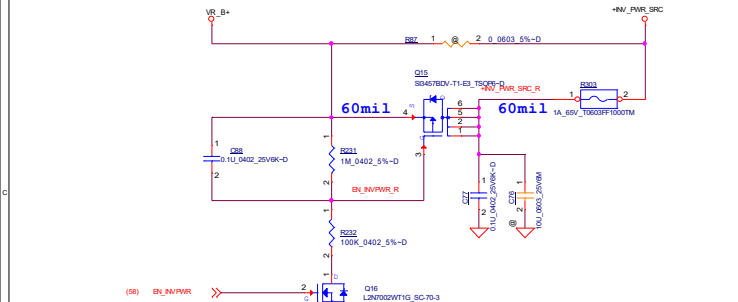 VR_B+
+INV_PWR_SRC
R87 1 @ 2 0_0603_5%~D
Q15
SI3457BDV-T1-E3_TSOP6~D
+INV_PWR_SRC_R
R303
60mil
4
S
6
5
2
1
60mil
1
2
1A_65V_T0603FF1000TM
C88
1
0.1U_0402_25V6K~D
2
1
R231
1M_0402_5%~D
2
3
EN_INVPWR_R
C77
1
2
0.1U_0402_25V6K~D
C76
1
2
@
10U_0603_25V6M
C
1
R232
100K_0402_5%~D
2
1
D
(58) EN_INVPWR
2
G
Q16
L2N7002WT1G_SC-70-3